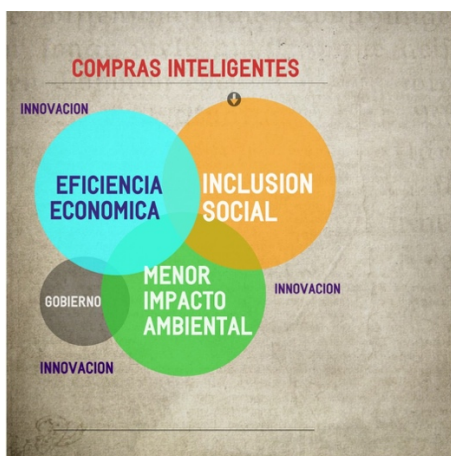 COMPRAS INTELIGENTES
INNOVACION
EFICIENCIA
ECONOMICA
INCLUSION
SOCIAL
MENOR
IMPACTO
AMBIENTAL
GOBIERNO
INNOVACION
INNOVACION